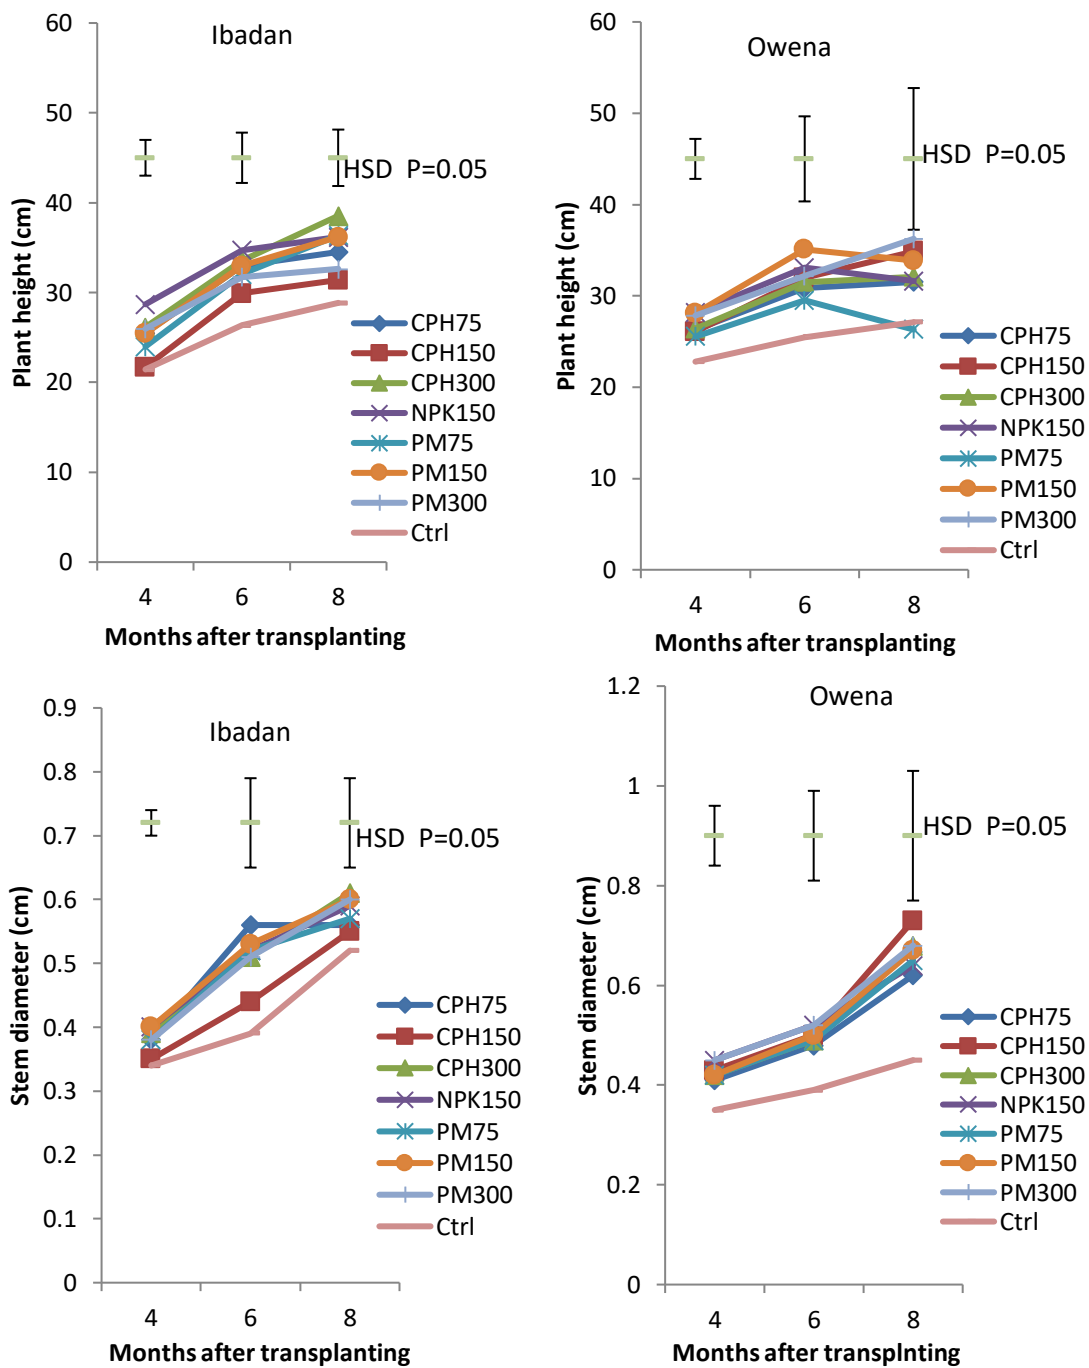 Ibadan
60
50
40
30
20
10
0
Plant height (cm)
HSD P=0.05
CPH75
CPH150
CPH300
NPK150
PM75
PM150
PM300
Ctrl
4 6 8
Months after transplanting
Owena
60
50
40
30
20
10
0
Plant height (cm)
HSD P=0.05
CPH75
CPH150
CPH300
NPK150
PM75
PM150
PM300
Ctrl
4 6 8
Months after transplanting
Ibadan
0.9
0.8
0.7
0.6
0.5
0.4
0.3
0.2
0.1
0
Stem diameter (cm)
HSD P=0.05
CPH75
CPH150
CPH300
NPK150
PM75
PM150
PM300
Ctrl
4 6 8
Months after transplanting
Owena
1.2
1
0.8
0.6
0.4
0.2
0
Stem diameter (cm)
HSD P=0.05
CPH75
CPH150
CPH300
NPK150
PM75
PM150
PM300
Ctrl
4 6 8
Months after transplnting